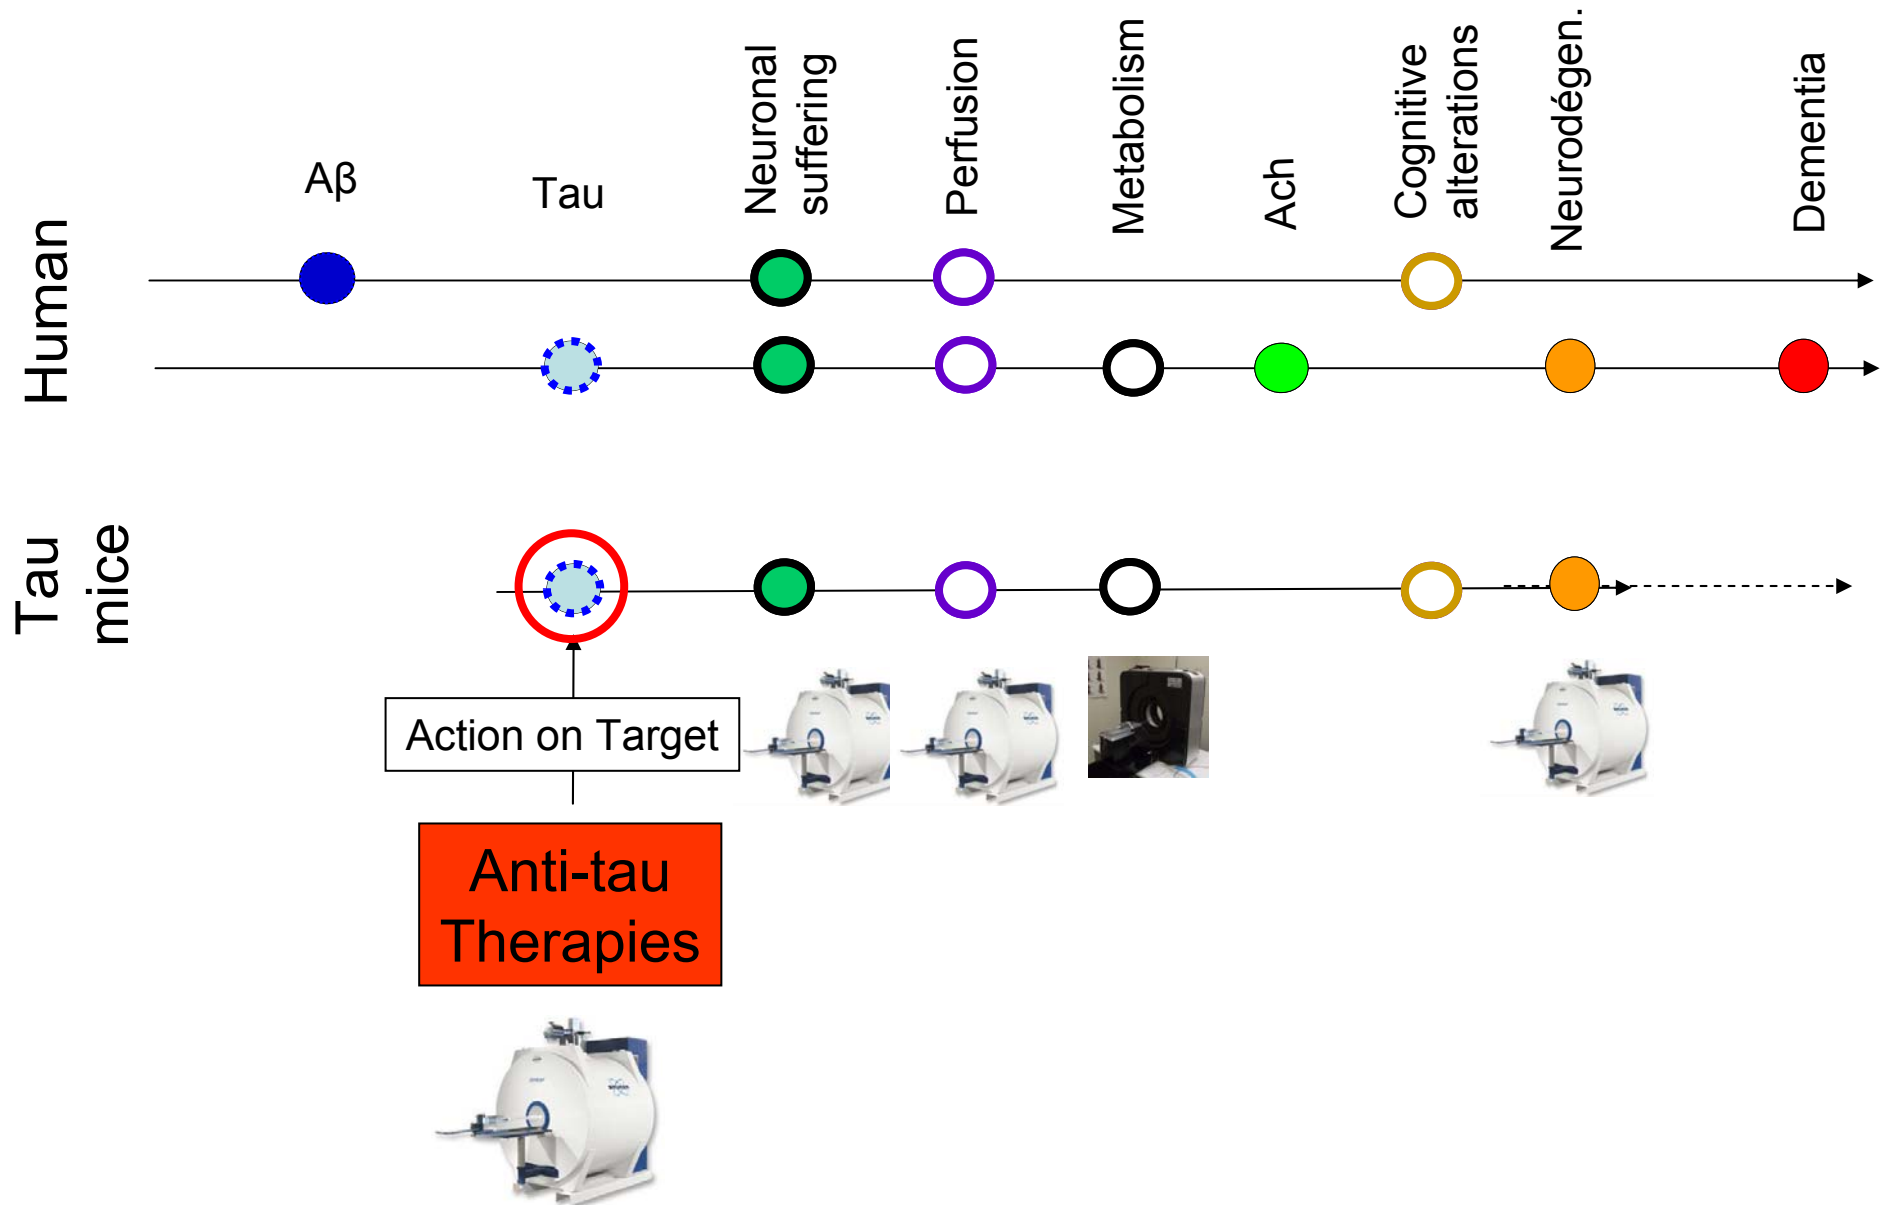 Neuronal
suffering
Perfusion
Metabolism
Ach
Cognitive
alterations
Neurodégen.
Dementia
Aβ
Tau
Human
Tau
mice
Action on Target
Anti-tau
Therapies